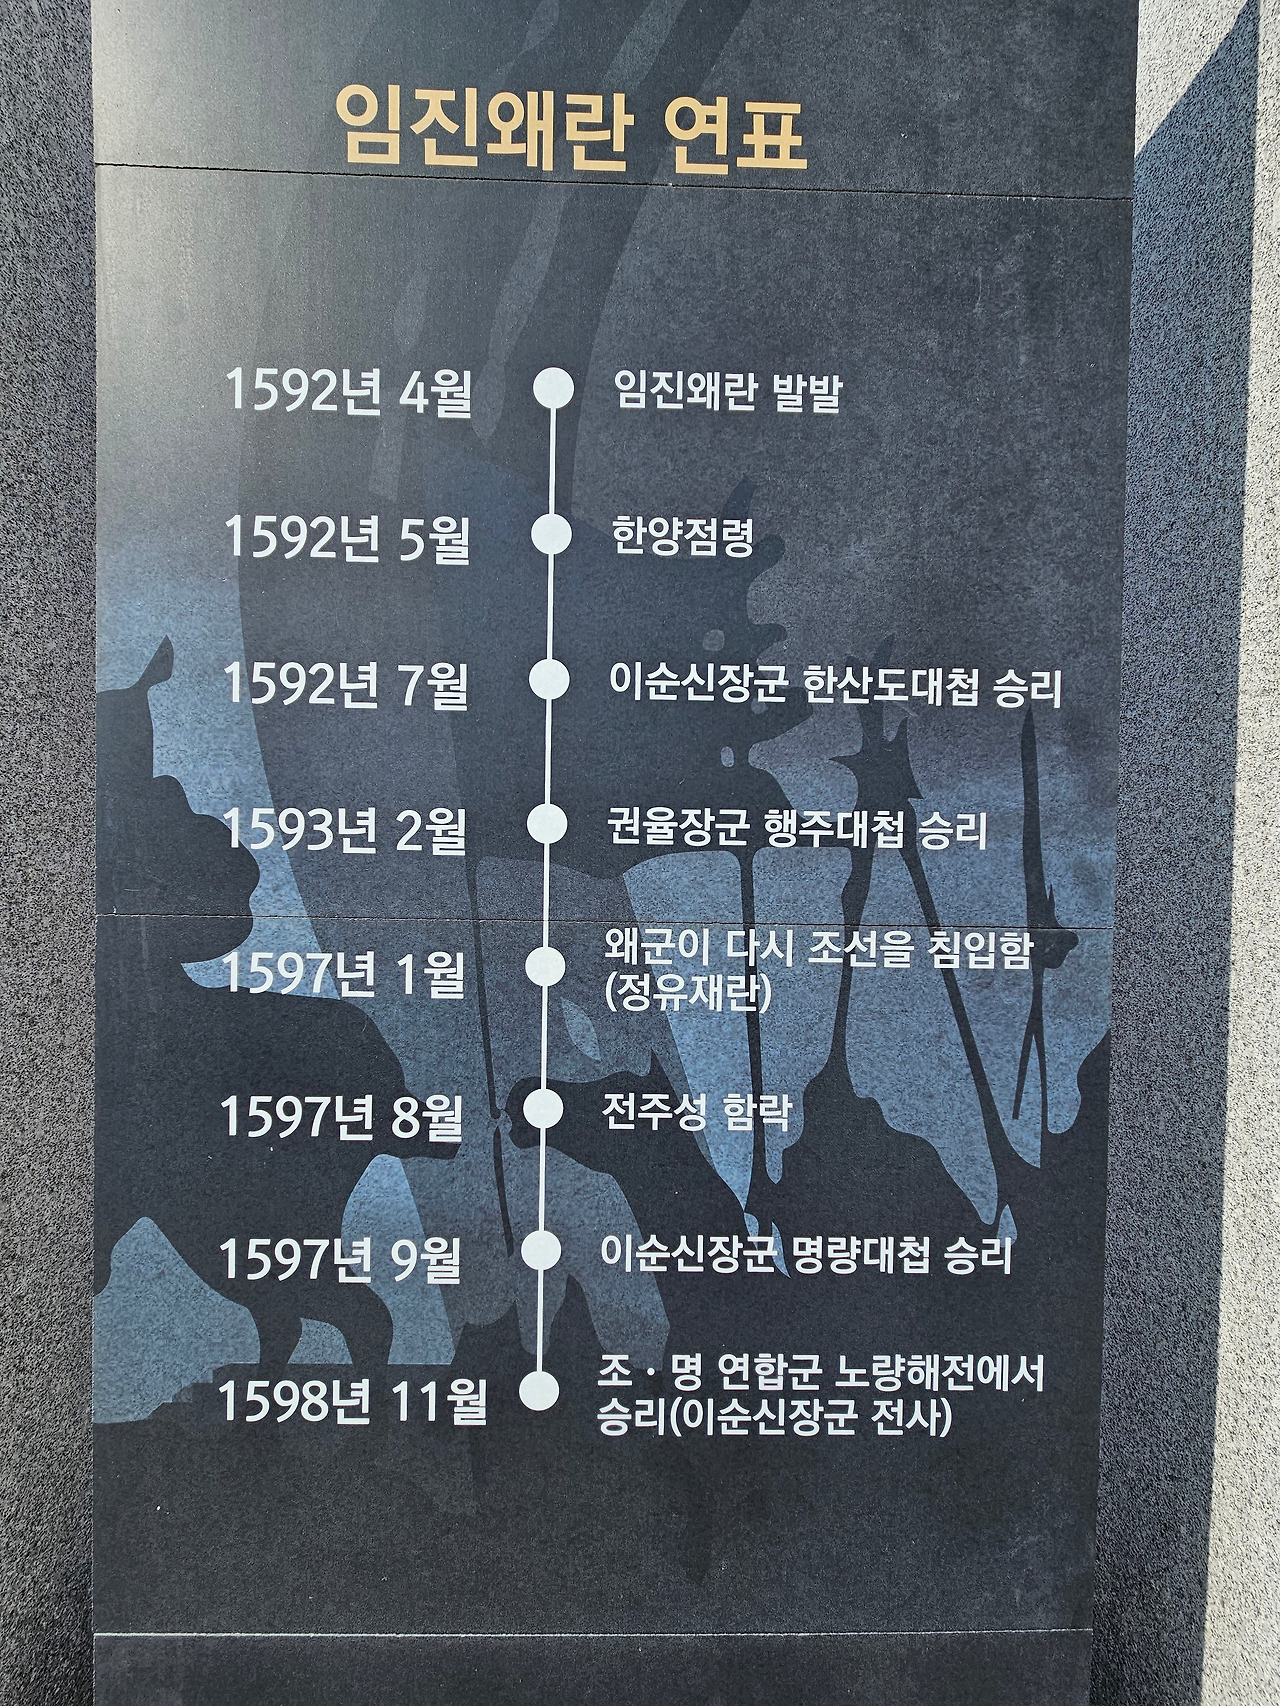 임진왜란 연표
1592년 4월 임진왜란 발발
1592년 5월 한양점령
1592년 7월 이순신장군 한산도대첩 승리
1593년 2월 권율장군 행주대첩 승리
1597년 1월 왜군이 다시 조선을 침입함
(정유재란)
1597년 8월 전주성 함락
1597년 9월 이순신장군 명량대첩 승리
1598년 11월 조·명 연합군 노량해전에서
승리(이순신장군 전사)